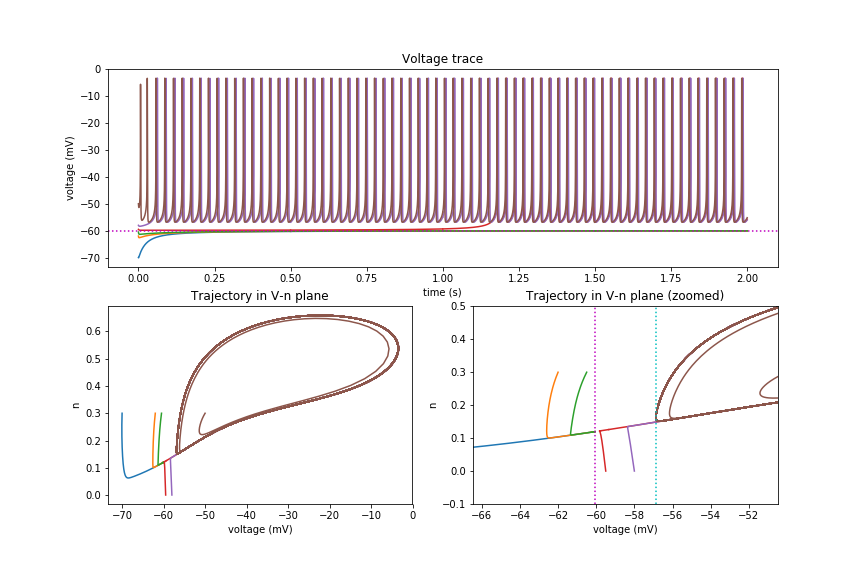 Voltage trace
0
−10
−20
−30
−40
−50
−60
−70
voltage (mV)
0.00 0.25 0.50 0.75 1.00 1.25 1.50 1.75 2.00
time (s)
Trajectory in V-n plane
0.6
0.5
0.4
0.3
0.2
0.1
0.0
n
−70 −60 −50 −40 −30 −20 −10 0
voltage (mV)
Trajectory in V-n plane (zoomed)
0.5
0.4
0.3
0.2
0.1
0.0
−0.1
n
−66 −64 −62 −60 −58 −56 −54 −52
voltage (mV)